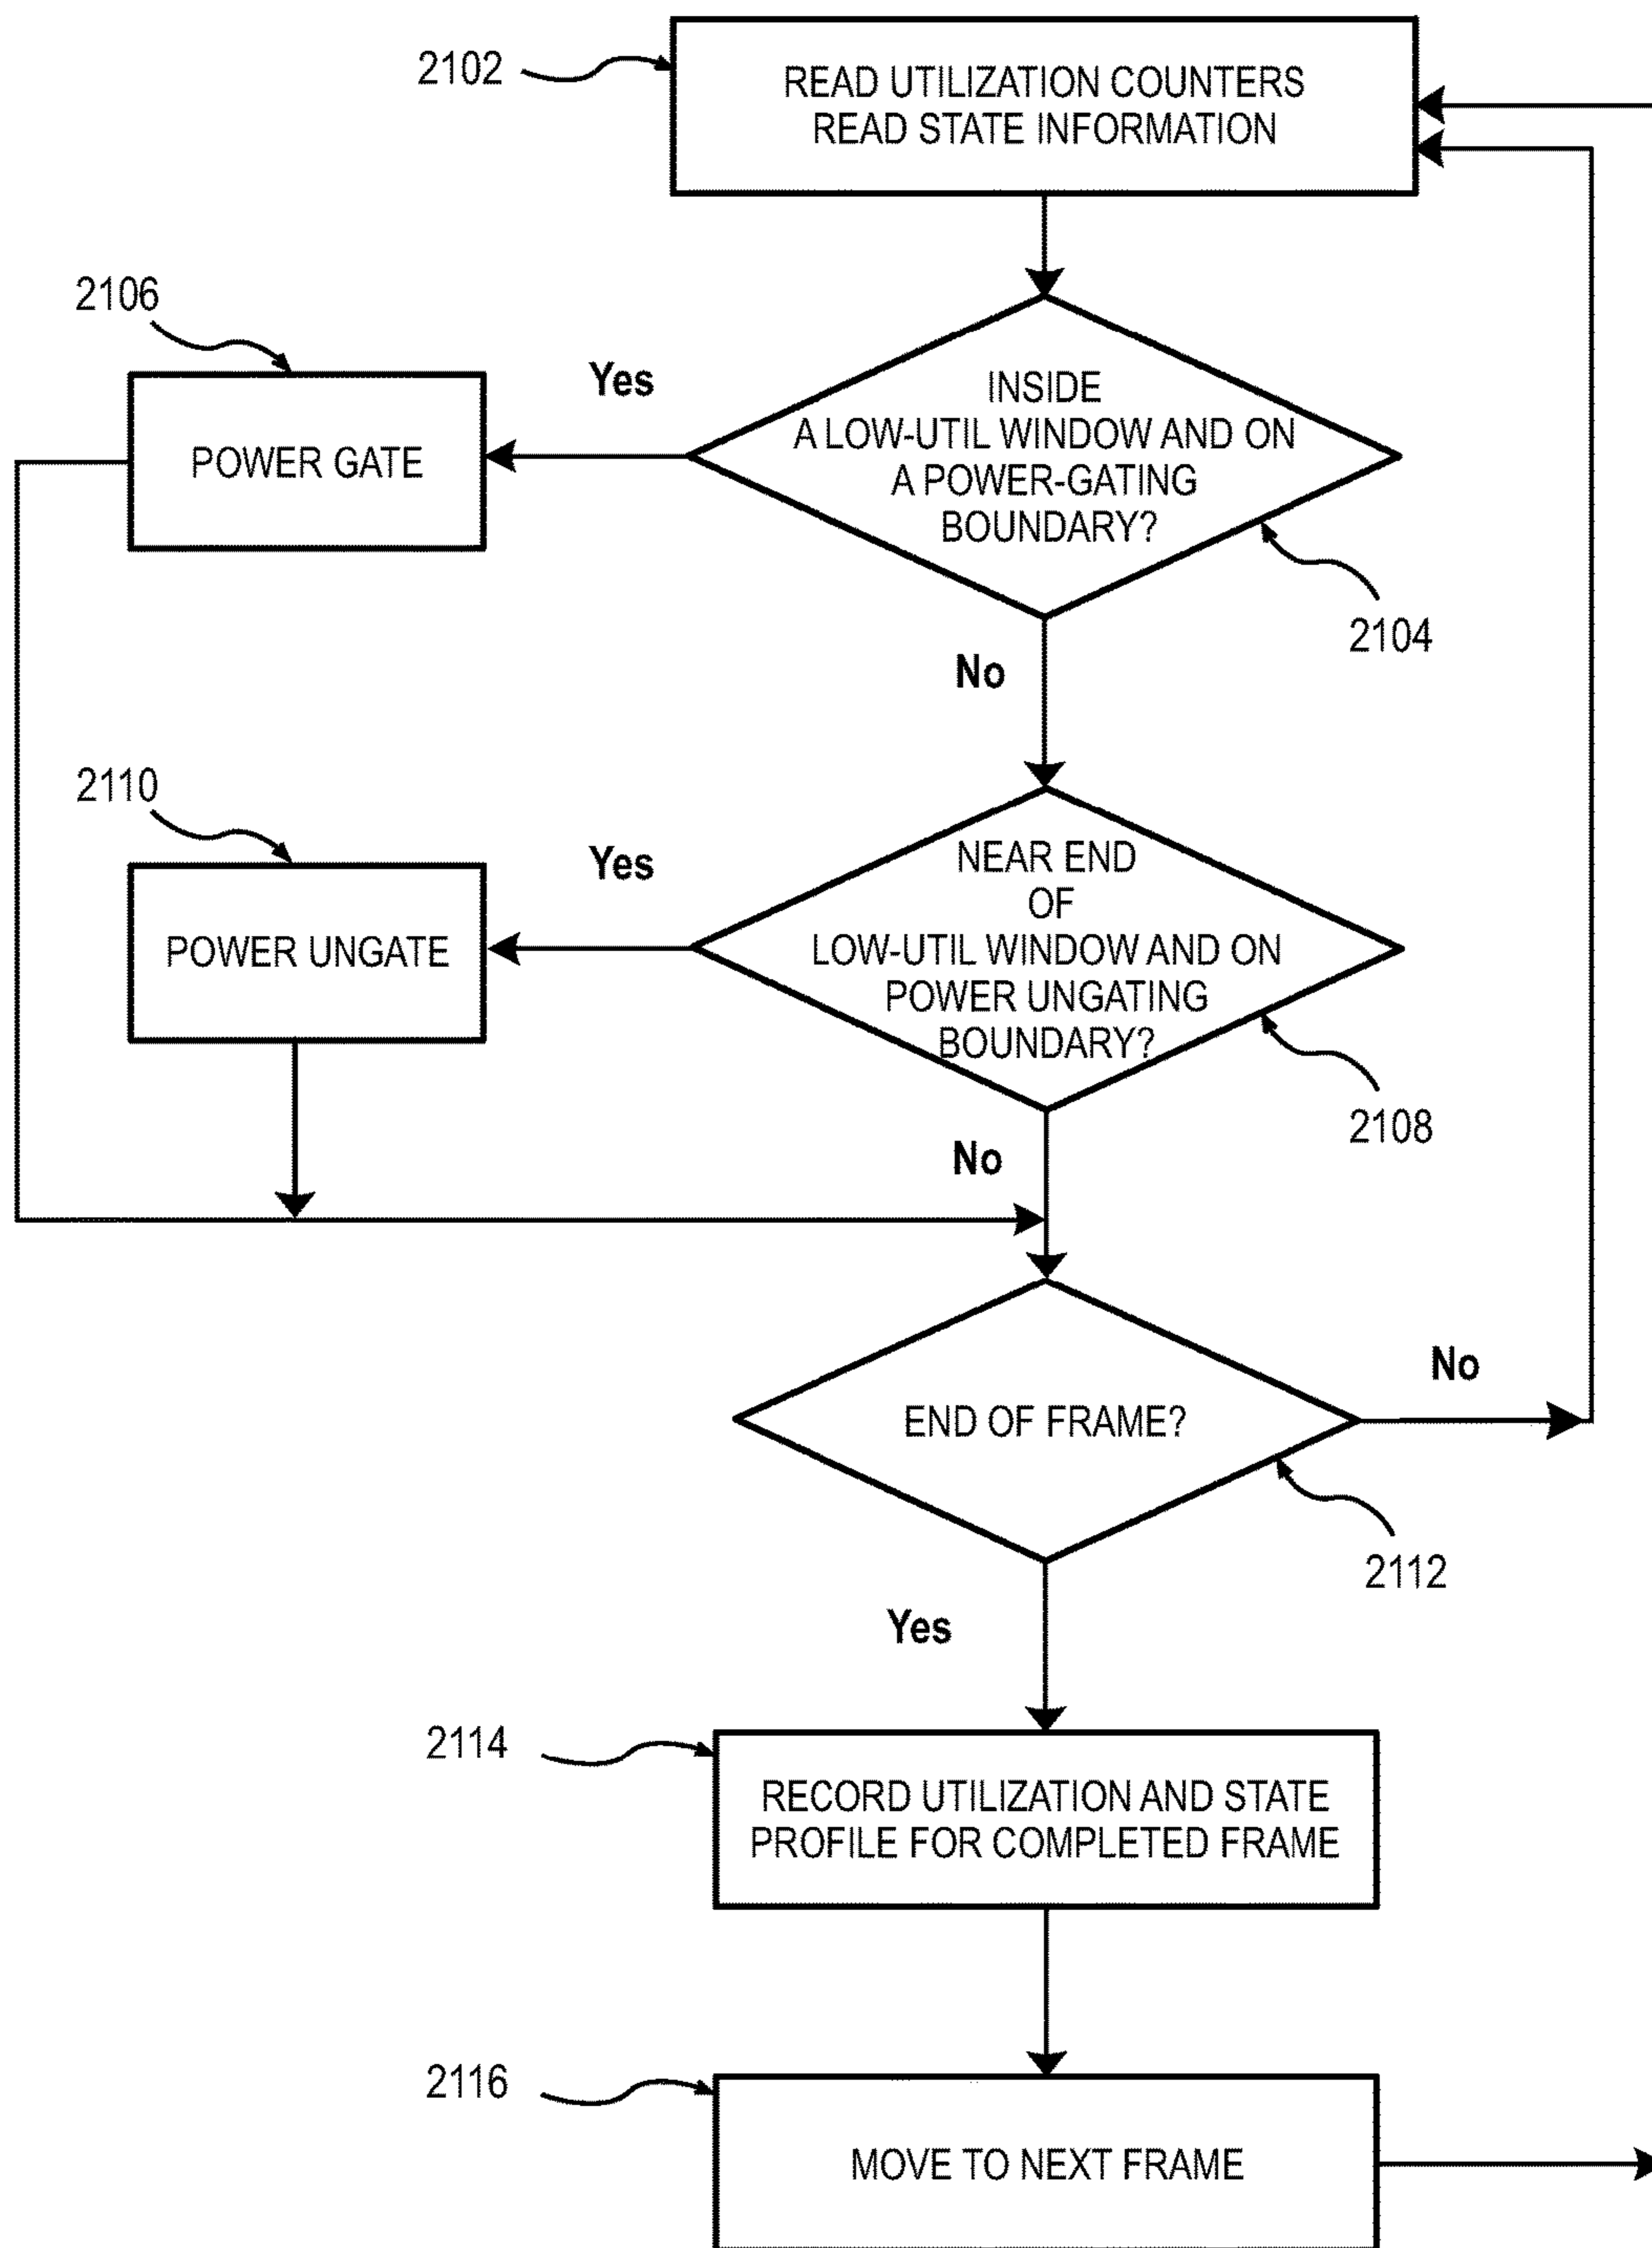 2102
READ UTILIZATION COUNTERS
READ STATE INFORMATION
2106
Yes
INSIDE
A LOW-UTIL WINDOW AND ON
A POWER-GATING
BOUNDARY?
POWER GATE
2104
No
2110
Yes
NEAR END
OF
LOW-UTIL WINDOW AND ON
POWER UNGATING
BOUNDARY?
POWER UNGATE
2108
No
END OF FRAME?
No
2112
Yes
2114
RECORD UTILIZATION AND STATE
PROFILE FOR COMPLETED FRAME
2116
MOVE TO NEXT FRAME